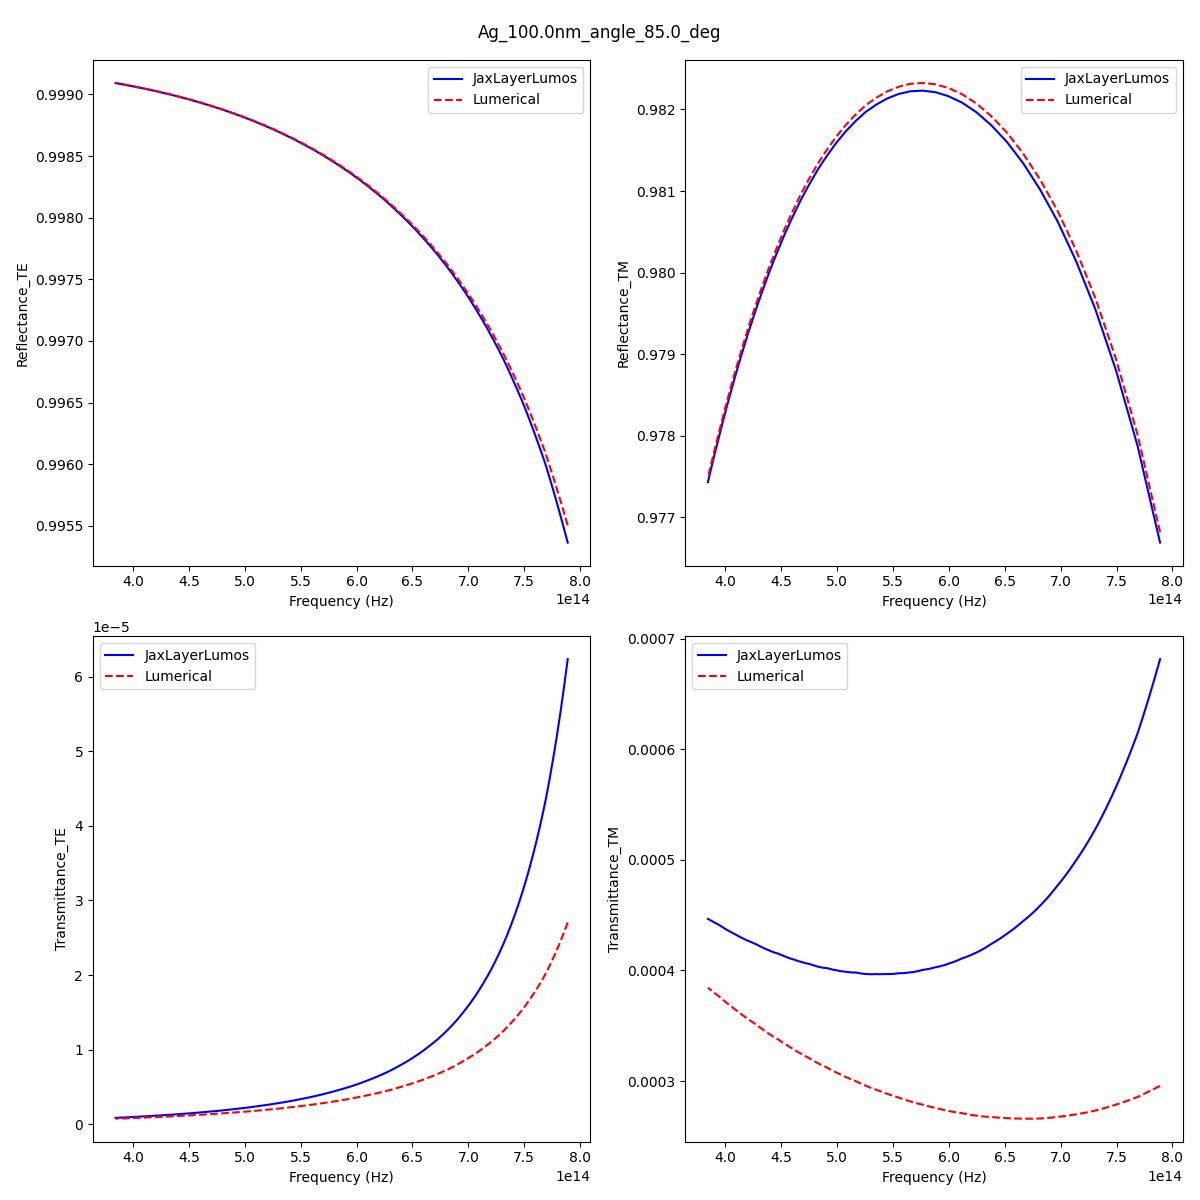 Ag_100.0nm_angle_85.0_deg
JaxLayerLumos
Lumerical
0.9990
0.9985
0.9980
0.9975
0.9970
0.9965
0.9960
0.9955
Reflectance_TE
4.0 4.5 5.0 5.5 6.0 6.5 7.0 7.5 8.0
1e14
Frequency (Hz)
JaxLayerLumos
Lumerical
0.982
0.981
0.980
0.979
0.978
0.977
Reflectance_TM
4.0 4.5 5.0 5.5 6.0 6.5 7.0 7.5 8.0
1e14
Frequency (Hz)
1e−5
JaxLayerLumos
Lumerical
6
5
4
3
2
1
0
Transmittance_TE
4.0 4.5 5.0 5.5 6.0 6.5 7.0 7.5 8.0
1e14
Frequency (Hz)
JaxLayerLumos
Lumerical
0.0007
0.0006
0.0005
0.0004
0.0003
Transmittance_TM
4.0 4.5 5.0 5.5 6.0 6.5 7.0 7.5 8.0
1e14
Frequency (Hz)